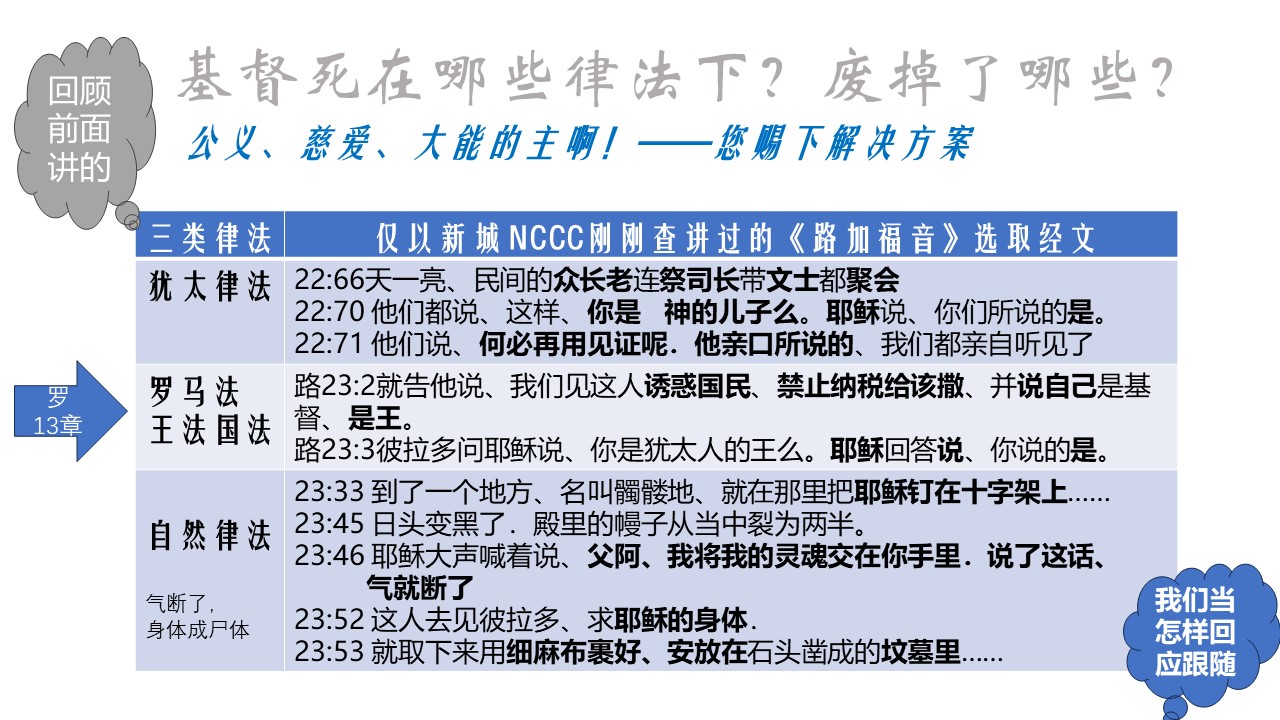 回顾
前面
讲的
基督死在哪些律法下？废掉了哪些？
公义、慈爱、大能的主啊！——您赐下解决方案
三类律法
仅以新城NCCC刚刚查讲过的《路加福音》选取经文
犹太律法
22:66天一亮、民间的众长老连祭司长带文士都聚会
22:70 他们都说、这样、你是 神的儿子么。耶稣说、你们所说的是。
22:71 他们说、何必再用见证呢．他亲口所说的、我们都亲自听见了
罗
13章
罗马法
王法国法
路23:2就告他说、我们见这人诱惑国民、禁止纳税给该撒、并说自己是基
督、是王。
路23:3彼拉多问耶稣说、你是犹太人的王么。耶稣回答说、你说的是。
自然律法
气断了，
身体成尸体
23:33 到了一个地方、名叫髑髅地、就在那里把耶稣钉在十字架上……
23:45 日头变黑了．殿里的幔子从当中裂为两半。
23:46 耶稣大声喊着说、父阿、我将我的灵魂交在你手里．说了这话、
气就断了
23:52 这人去见彼拉多、求耶稣的身体．
23:53 就取下来用细麻布裹好、安放在石头凿成的坟墓里……
我们当
怎样回
应跟随